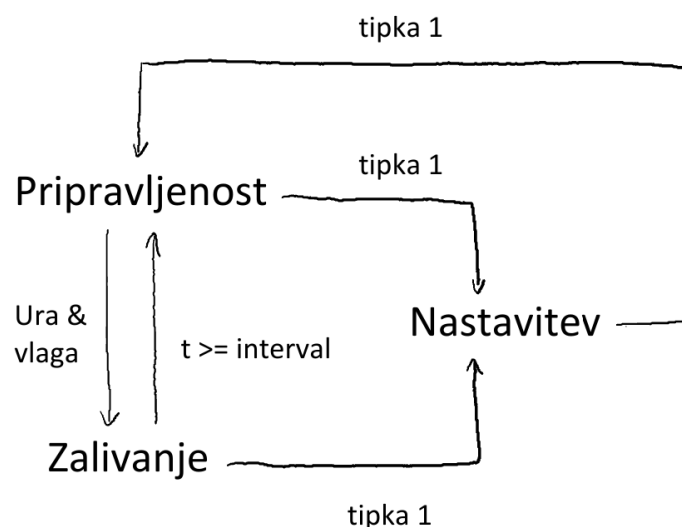 tipka 1
tipka 1
Pripravljenost
Ura &
vlaga
t >= interval
Nastavitev
Zalivanje
tipka 1